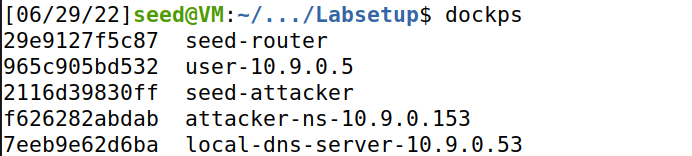 [06/29/22]seed@VM:~/.../Labsetup$ dockps
29e9127f5c87  seed-router
965c905bd532  user-10.9.0.5
2116d39830ff  seed-attacker
f626282abdab  attacker-ns-10.9.0.153
7eeb9e62d6ba  local-dns-server-10.9.0.53